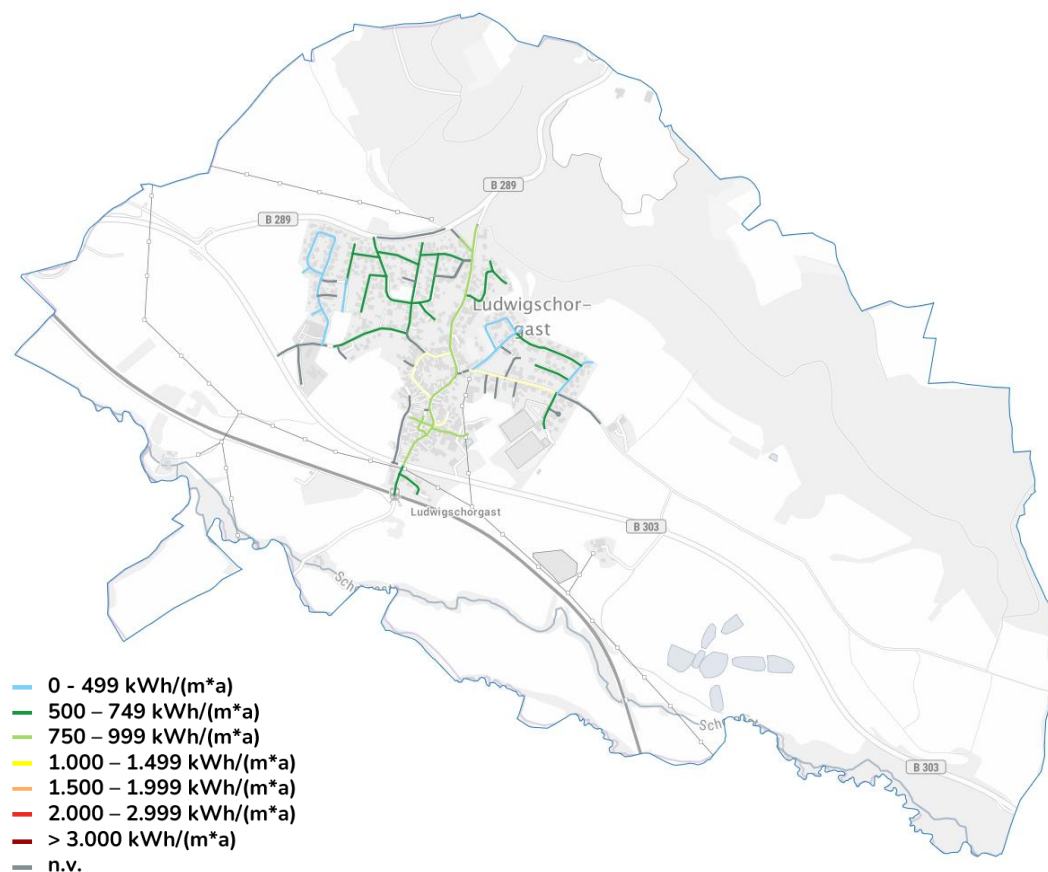 B 289
B 289
Ludwigschor-
gast
Ludwigschorgast
B 303
Sch
Sch
B 303
0 - 499 kWh/(m*a)
500 – 749 kWh/(m*a)
750 – 999 kWh/(m*a)
1.000 – 1.499 kWh/(m*a)
1.500 – 1.999 kWh/(m*a)
2.000 – 2.999 kWh/(m*a)
> 3.000 kWh/(m*a)
n.v.